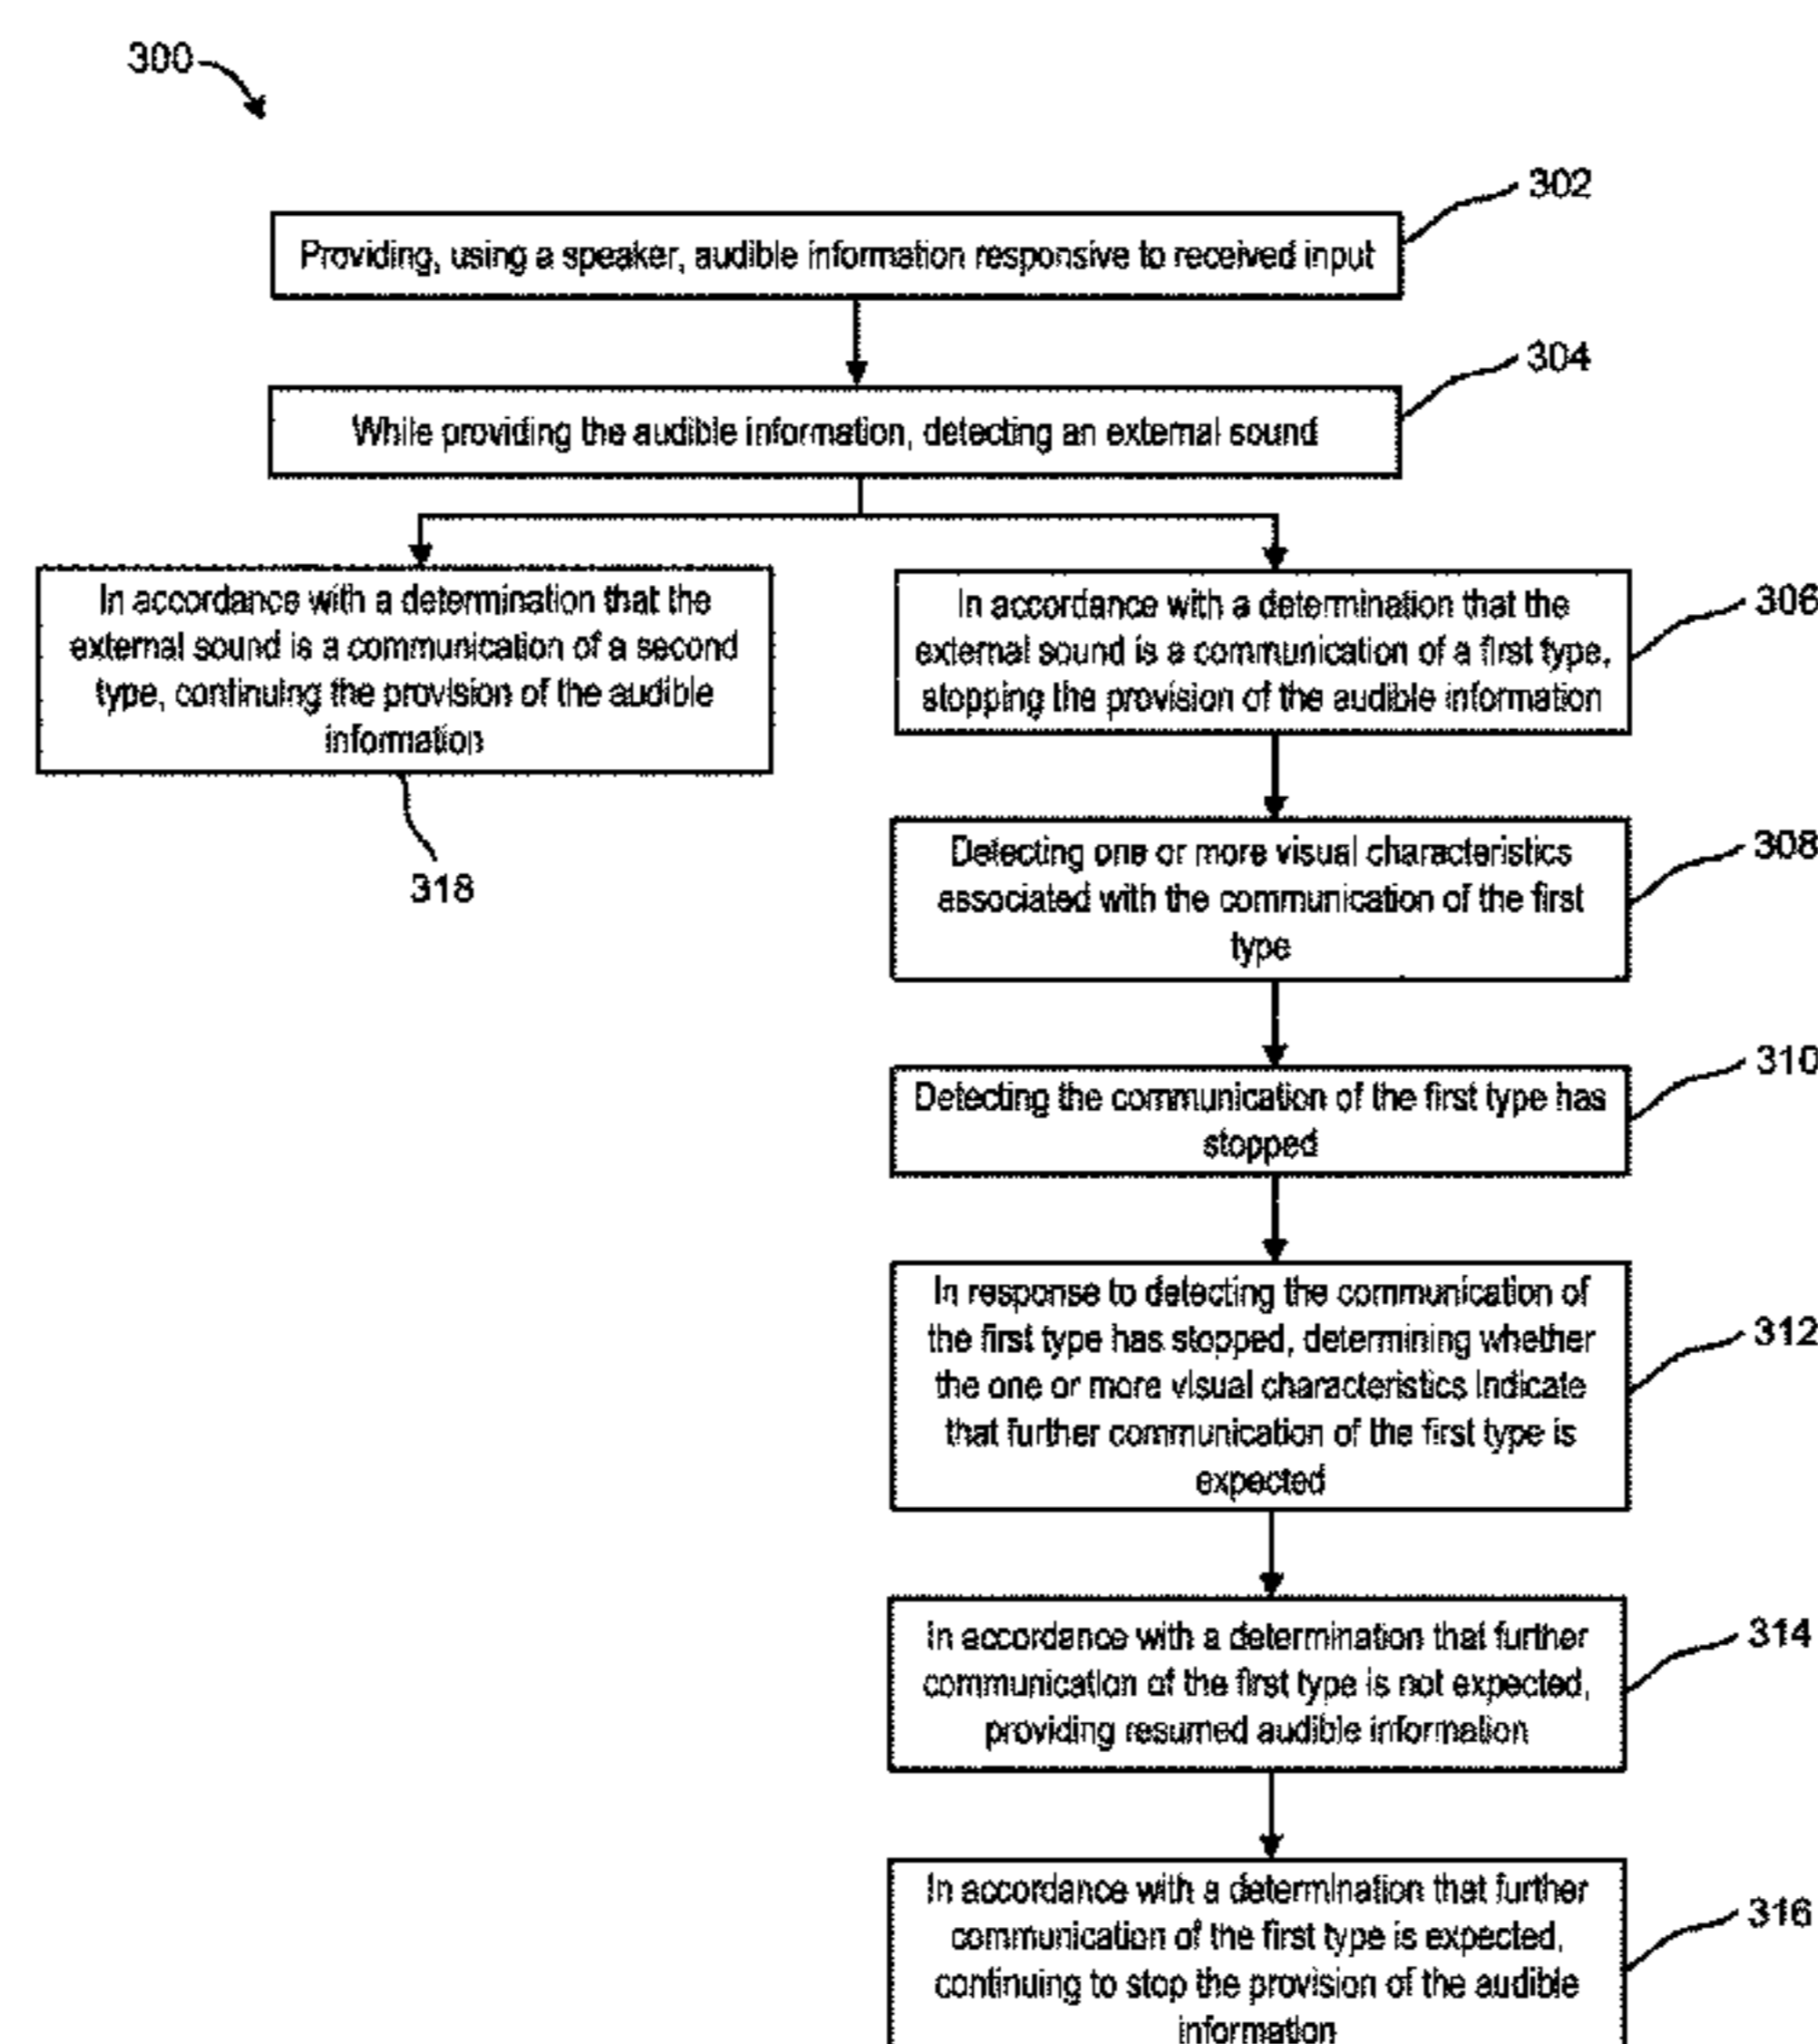 300
302
Providing, using a speaker, audible information responsive to received input
304
While providing the audible information, detecting an external sound
In accordance with a determination that the
external sound is a communication of a second
type, continuing the provision of the audible
information
318
In accordance with a determination that the
external sound is a communication of a first type,
stopping the provision of the audible information
306
Detecting one or more visual characteristics
associated with the communication of the first
type
308
Detecting the communication of the first type has
stopped
310
In response to detecting the communication of
the first type has stopped, determining whether
the one or more visual characteristics indicate
that further communication of the first type is
expected
312
In accordance with a determination that further
communication of the first type is not expected,
providing resumed audible information
314
In accordance with a determination that further
communication of the first type is expected,
continuing to stop the provision of the audible
information
316